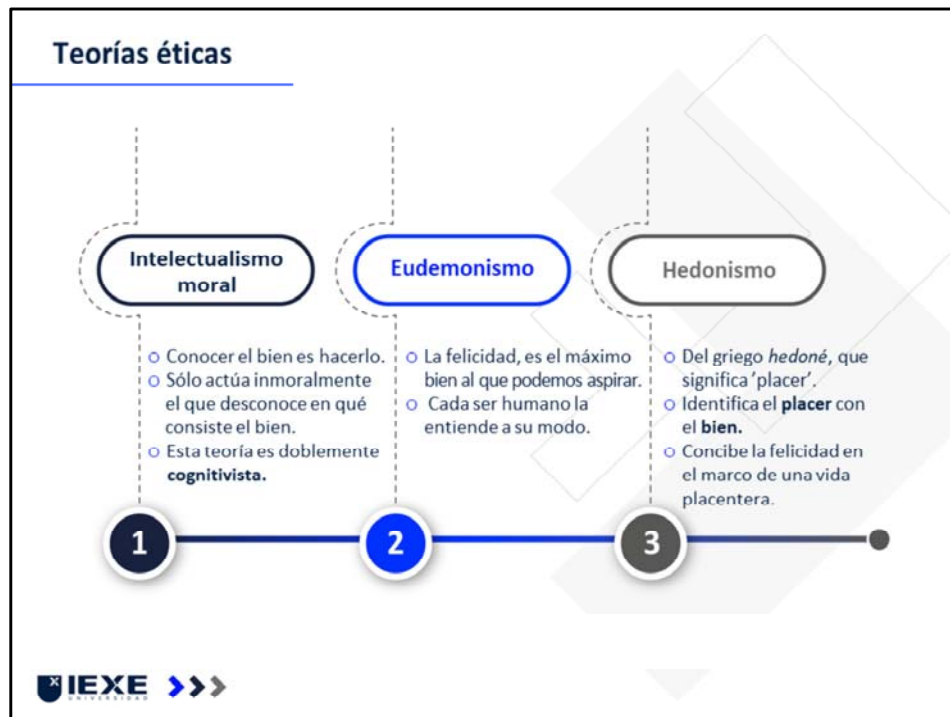 Teorías éticas
Intelectualismo
moral
Conocer el bien es hacerlo.
Sólo actúa inmoralmente
el que desconoce en qué
consiste el bien.
Esta teoría es doblemente
cognitivista.
Eudemonismo
La felicidad, es el máximo
bien al que podemos aspirar.
Cada ser humano la
entiende a su modo.
Hedonismo
Del griego hedoné, que
significa 'placer'.
Identifica el placer con
el bien.
Concibe la felicidad en
el marco de una vida
placentera.
1
2
3
IEXE
UNIVERSIDAD